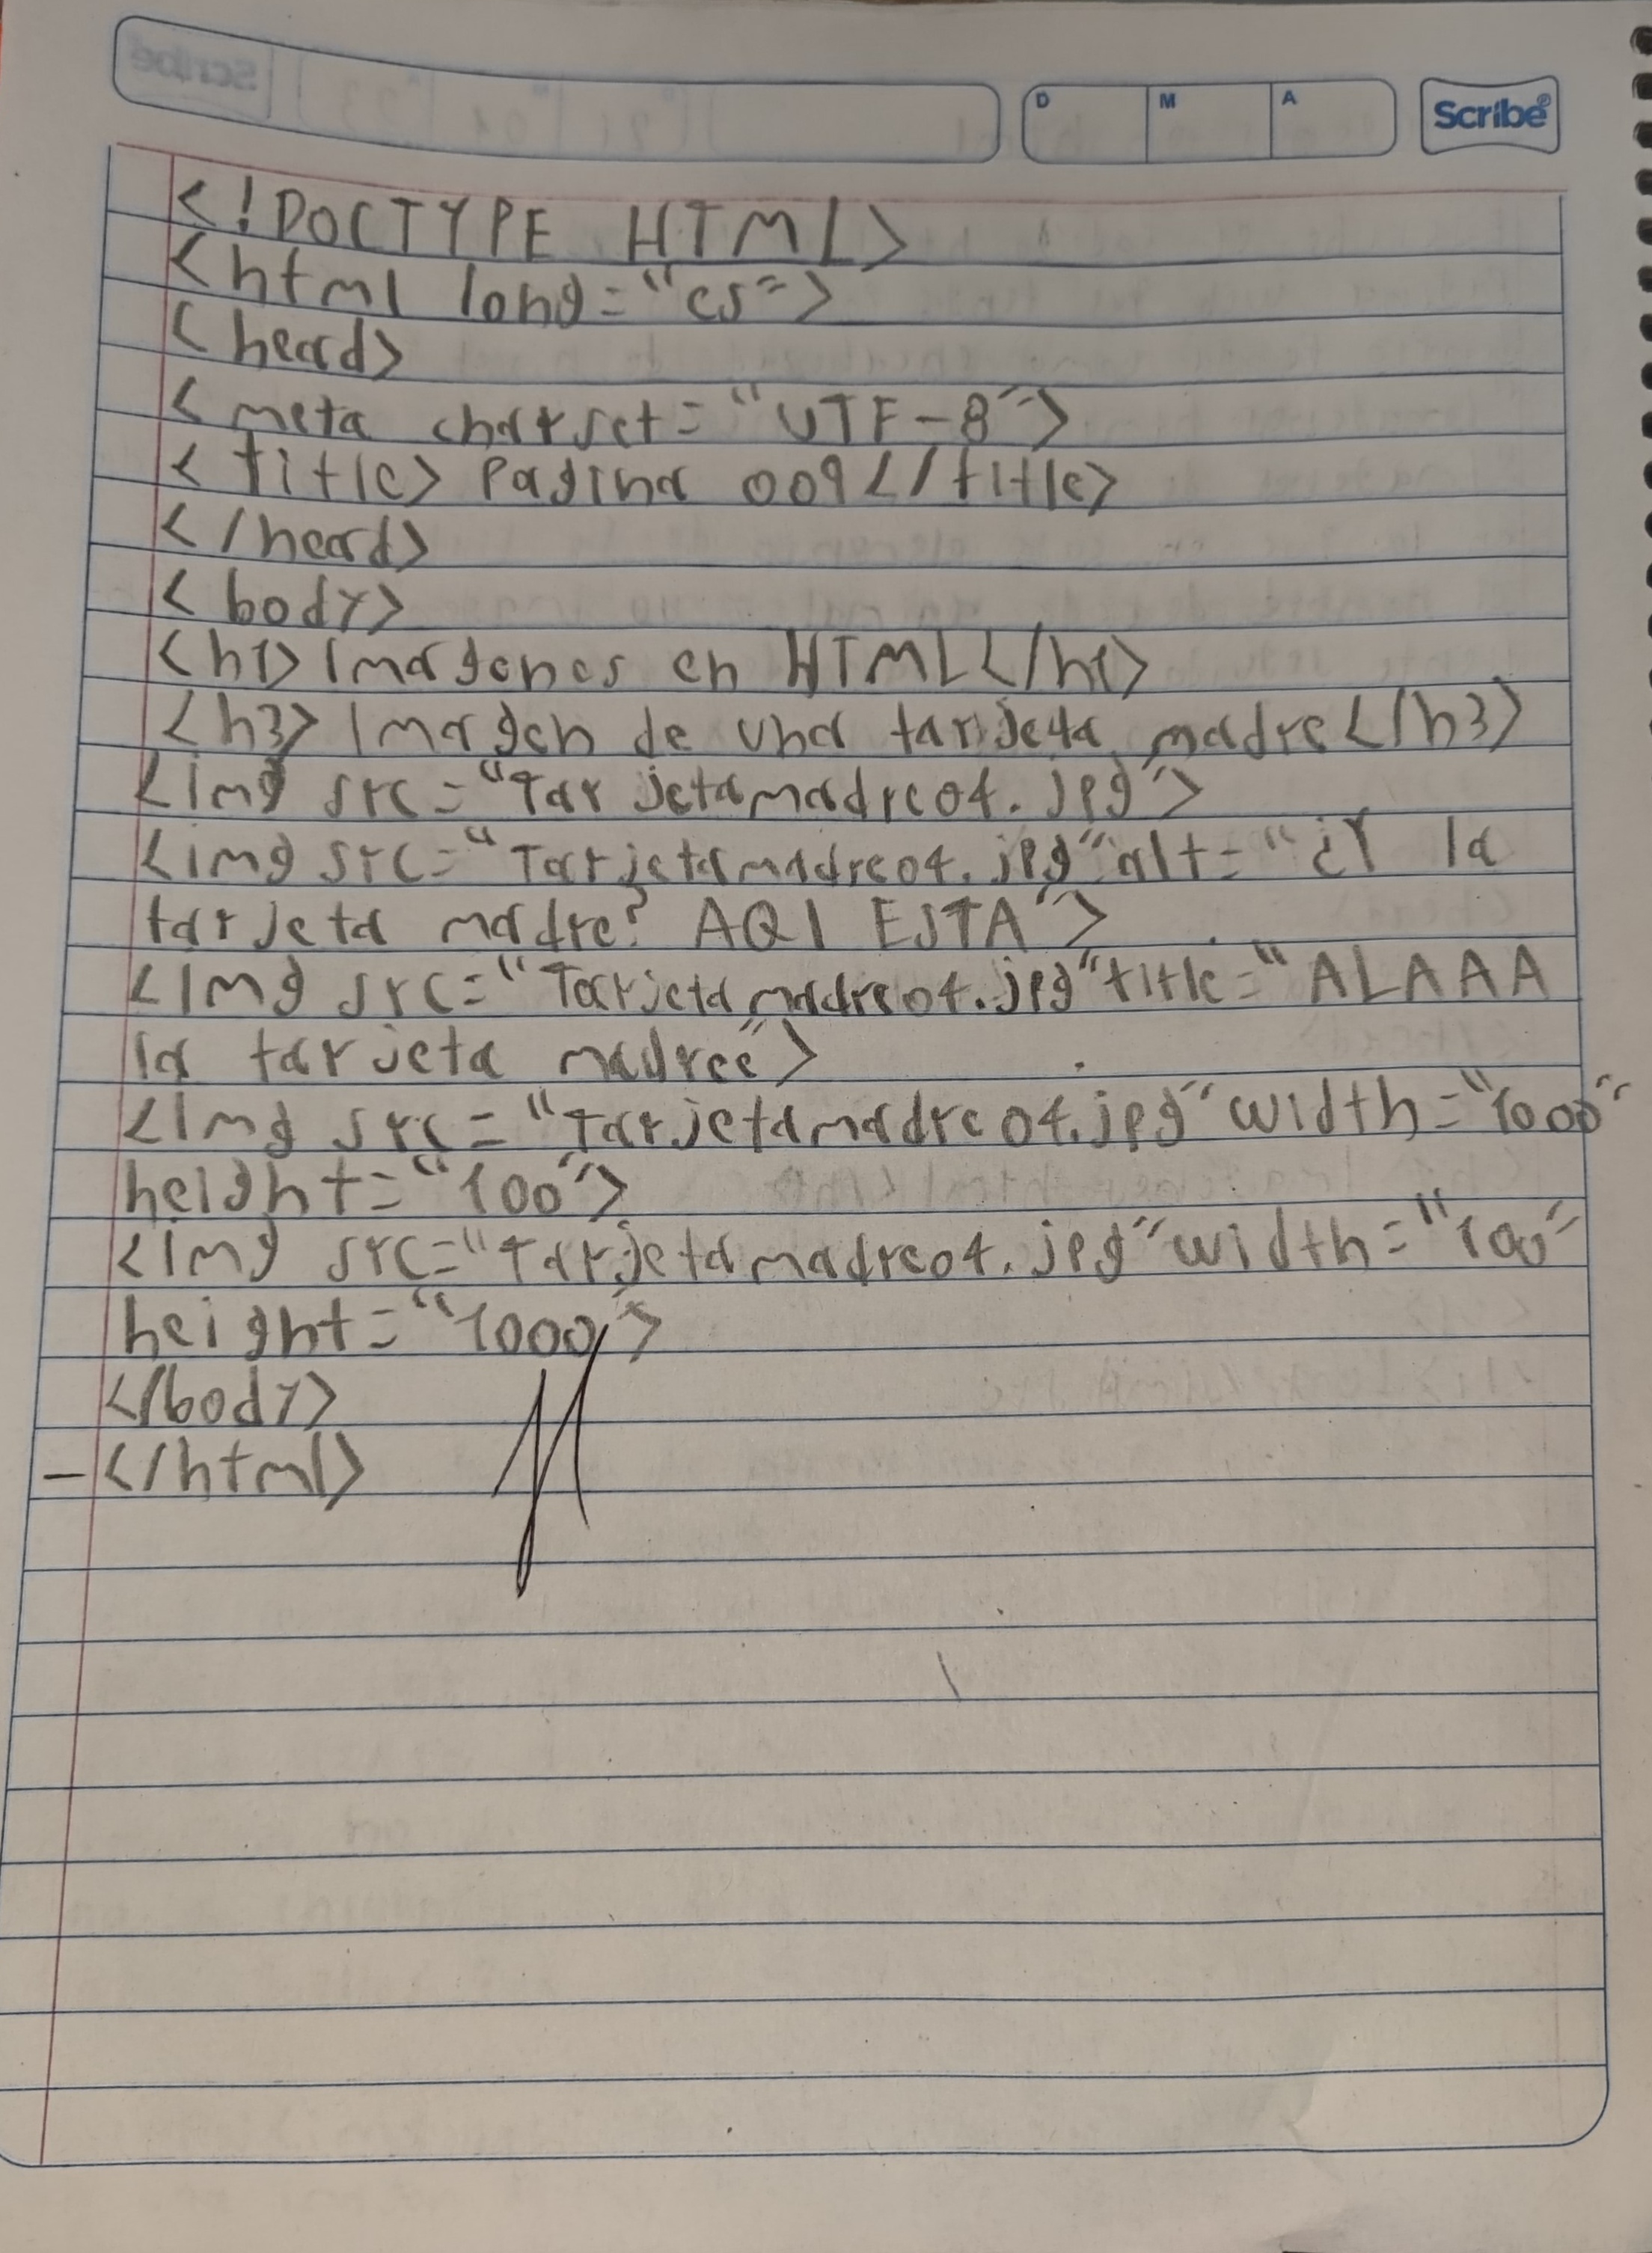 D M A Scribe
<!DOCTYPE HTML>
<html lang="es">
<head>
<meta charset="UTF-8">
<title> Pagina 009</title>
</head>
<body>
<h1>Imagenes en HTML</h1>
<h3>Imagen de una tarjeta madre</h3>
<img src="Tarjetamadre04.jpg">
<img src="Tarjetamadre04.jpg"alt="¿Y la
tarjeta madre? AQI ESTA">
<img src="Tarjetamadre04.jpg"title="ALAAA
la tarjeta madree">
<img src="Tarjetamadre04.jpg"width="1000"
height="100">
<img src="Tarjetamadre04.jpg"width="100"
height="1000">
</body>
-</html>